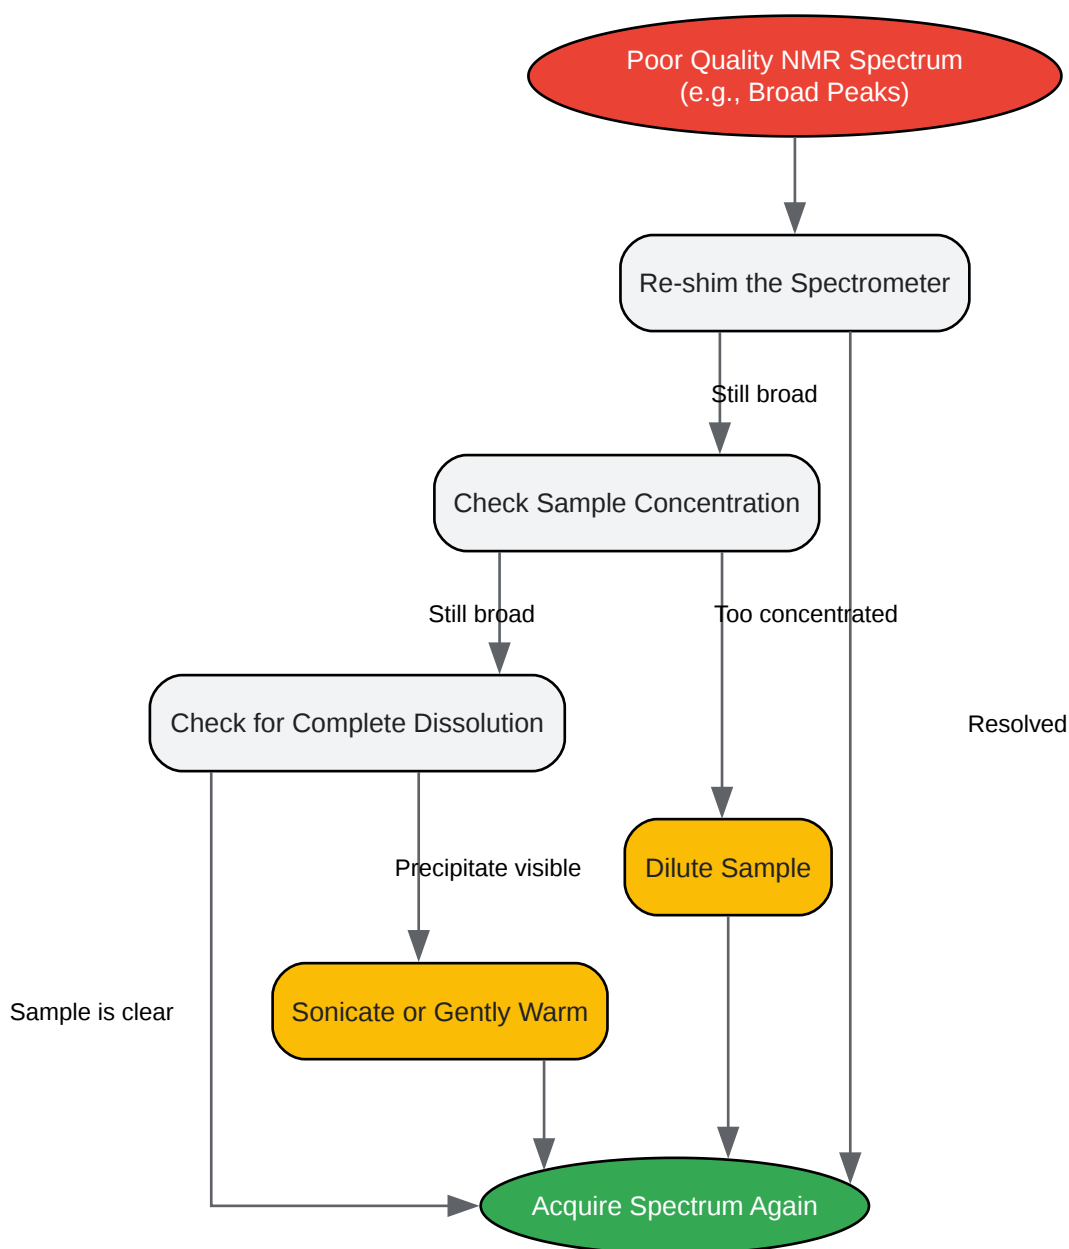 Poor Quality NMR Spectrum
(e.g., Broad Peaks)
Re-shim the Spectrometer
Still broad
Check Sample Concentration
Still broad
Too concentrated
Check for Complete Dissolution
Resolved
Precipitate visible
Dilute Sample
Sample is clear
Sonicate or Gently Warm
Acquire Spectrum Again